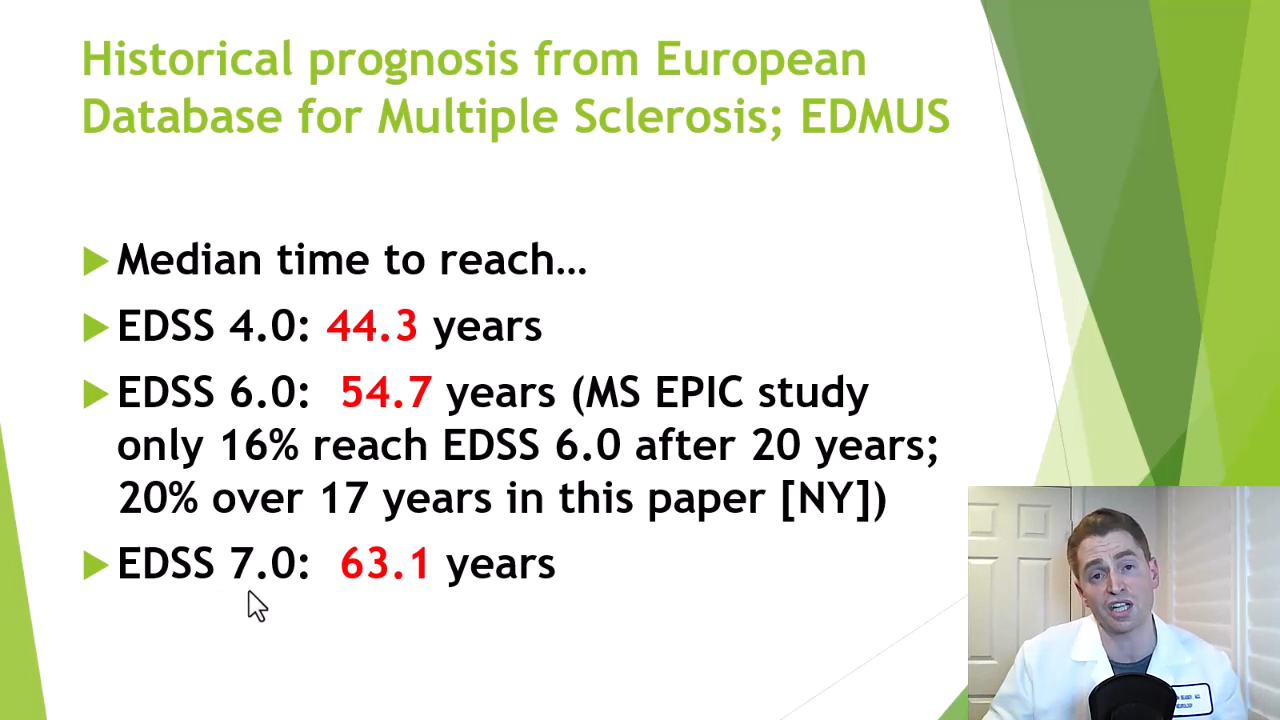 Historical prognosis from European
Database for Multiple Sclerosis; EDMUS
Median time to reach…
EDSS 4.0: 44.3 years
EDSS 6.0: 54.7 years (MS EPIC study
only 16% reach EDSS 6.0 after 20 years;
20% over 17 years in this paper [NY])
EDSS 7.0: 63.1 years